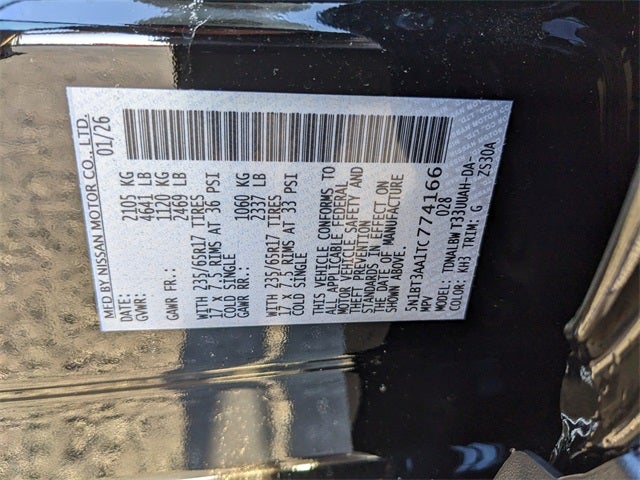 MFD BY NISSAN MOTOR CO., LTD.
DATE: 01/26
GVWR: 2105 KG
4641 LB
GAWR FR.: 1120 KG
2469 LB
WITH 235/65R17 TIRES
17 X 7.5 RIMS AT 36 PSI
COLD SINGLE
GAWR RR.: 1060 KG
2337 LB
WITH 235/65R17 TIRES
17 X 7.5 RIMS AT 33 PSI
COLD SINGLE
THIS VEHICLE CONFORMS TO
ALL APPLICABLE FEDERAL
MOTOR VEHICLE SAFETY AND
THEFT PREVENTION
STANDARDS IN EFFECT ON
THE DATE OF MANUFACTURE
SHOWN ABOVE.
5N1BT3AA1TC774166
MPV 028
MODEL: TDNALBW T33UUAH-DA-
COLOR: KH3 TRIM: G ZS30A